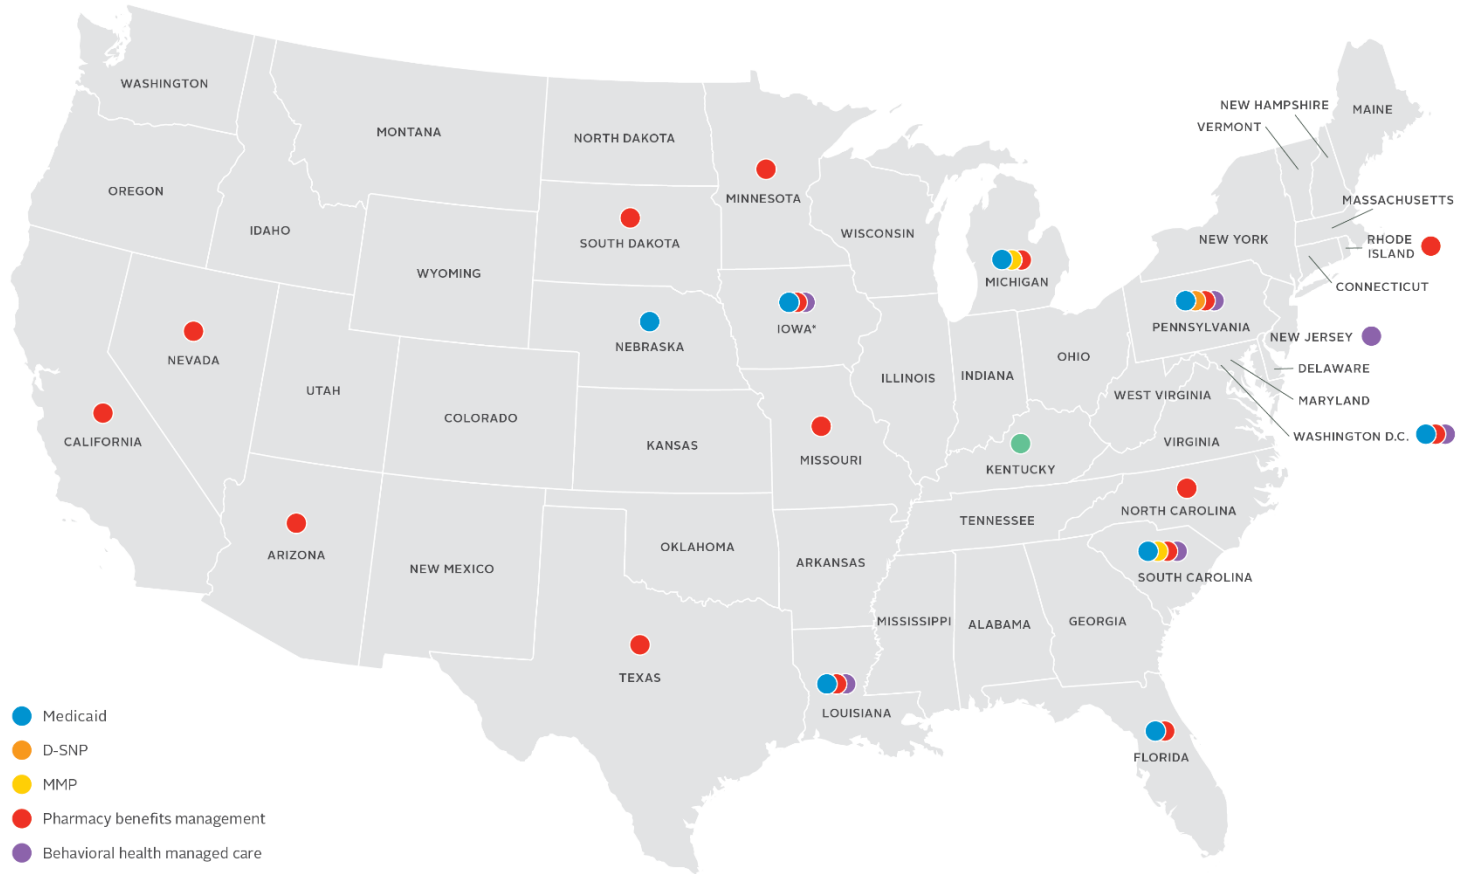 NEW HAMPSHIRE
MAINE
VERMONT
WASHINGTON
MONTANA
NORTH DAKOTA
MINNESOTA
OREGON
IDAHO
SOUTH DAKOTA
WISCONSIN
MASSACHUSETTS
NEW YORK
RHODE
ISLAND
WYOMING
MICHIGAN
CONNECTICUT
IOWA*
PENNSYLVANIA
NEW JERSEY
NEBRASKA
NEVADA
OHIO
DELAWARE
ILLINOIS
INDIANA
UTAH
WEST VIRGINIA
MARYLAND
COLORADO
CALIFORNIA
KANSAS
VIRGINIA
WASHINGTON D.C.
MISSOURI
KENTUCKY
NORTH CAROLINA
TENNESSEE
ARIZONA
OKLAHOMA
NEW MEXICO
ARKANSAS
SOUTH CAROLINA
MISSISSIPPI
ALABAMA
GEORGIA
TEXAS
LOUISIANA
FLORIDA
Medicaid
D-SNP
MMP
Pharmacy benefits management
Behavioral health managed care